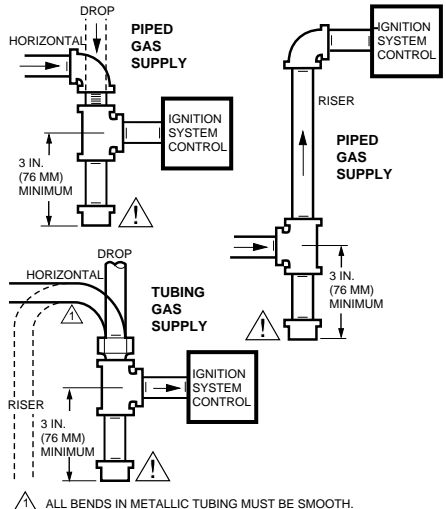 DROP
HORIZONTAL
PIPED
GAS
SUPPLY
IGNITION
SYSTEM
CONTROL
3 IN.
(76 MM)
MINIMUM
!
IGNITION
SYSTEM
CONTROL
RISER
PIPED
GAS
SUPPLY
3 IN.
(76 MM)
MINIMUM
!
DROP
HORIZONTAL
TUBING
GAS
SUPPLY
1
IGNITION
SYSTEM
CONTROL
RISER
3 IN.
(76 MM)
MINIMUM
!
1 ALL BENDS IN METALLIC TUBING MUST BE SMOOTH.